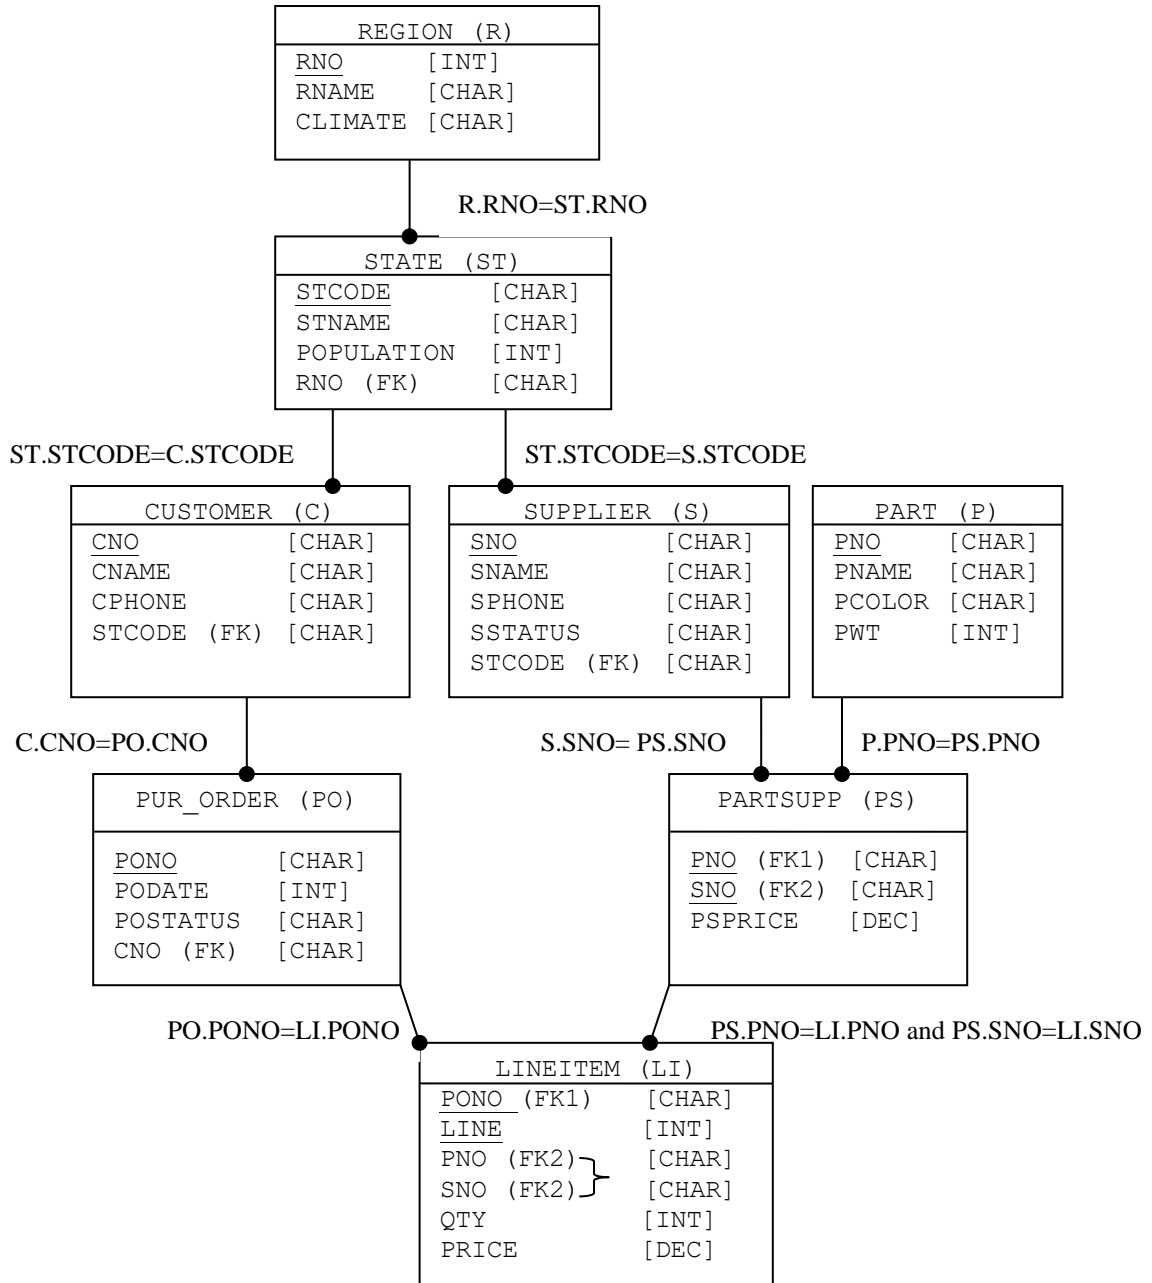 REGION (R)
RNO [INT]
RNAME [CHAR]
CLIMATE [CHAR]
R.RNO=ST.RNO
STATE (ST)
STCODE [CHAR]
STNAME [CHAR]
POPULATION [INT]
RNO (FK) [CHAR]
ST.STCODE=C.STCODE
ST.STCODE=S.STCODE
CUSTOMER (C)
CNO [CHAR]
CNAME [CHAR]
CPHONE [CHAR]
STCODE (FK) [CHAR]
SUPPLIER (S)
SNO [CHAR]
SNAME [CHAR]
SPHONE [CHAR]
SSTATUS [CHAR]
STCODE (FK) [CHAR]
PART (P)
PNO [CHAR]
PNAME [CHAR]
PCOLOR [CHAR]
PWT [INT]
C.CNO=PO.CNO
S.SNO= PS.SNO
P.PNO=PS.PNO
PUR_ORDER (PO)
PONO [CHAR]
PODATE [INT]
POSTATUS [CHAR]
CNO (FK) [CHAR]
PARTSUPP (PS)
PNO (FK1) [CHAR]
SNO (FK2) [CHAR]
PSPRICE [DEC]
PO.PONO=LI.PONO
PS.PNO=LI.PNO and PS.SNO=LI.SNO
LINEITEM (LI)
PONO (FK1) [CHAR]
LINE [INT]
PNO (FK2) [CHAR]
SNO (FK2) [CHAR]
QTY [INT]
PRICE [DEC]